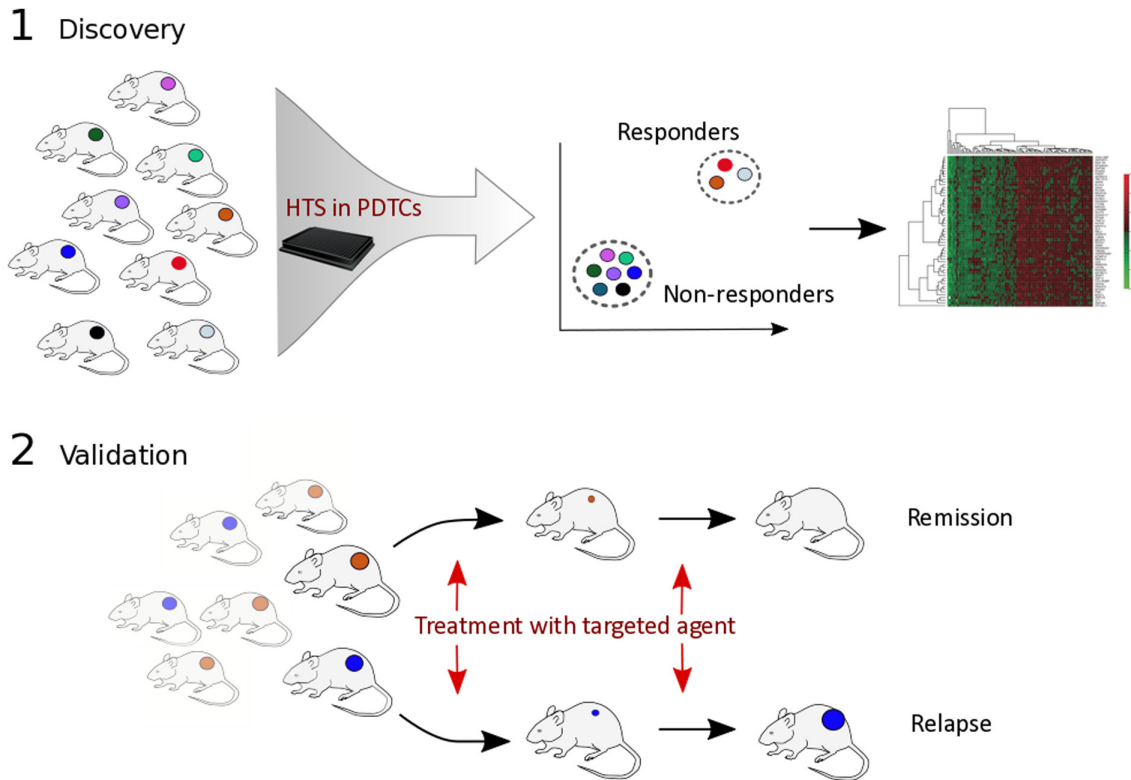 1 Discovery
HTS in PDTCs
Responders
Non-responders
2 Validation
Remission
Treatment with targeted agent
Relapse